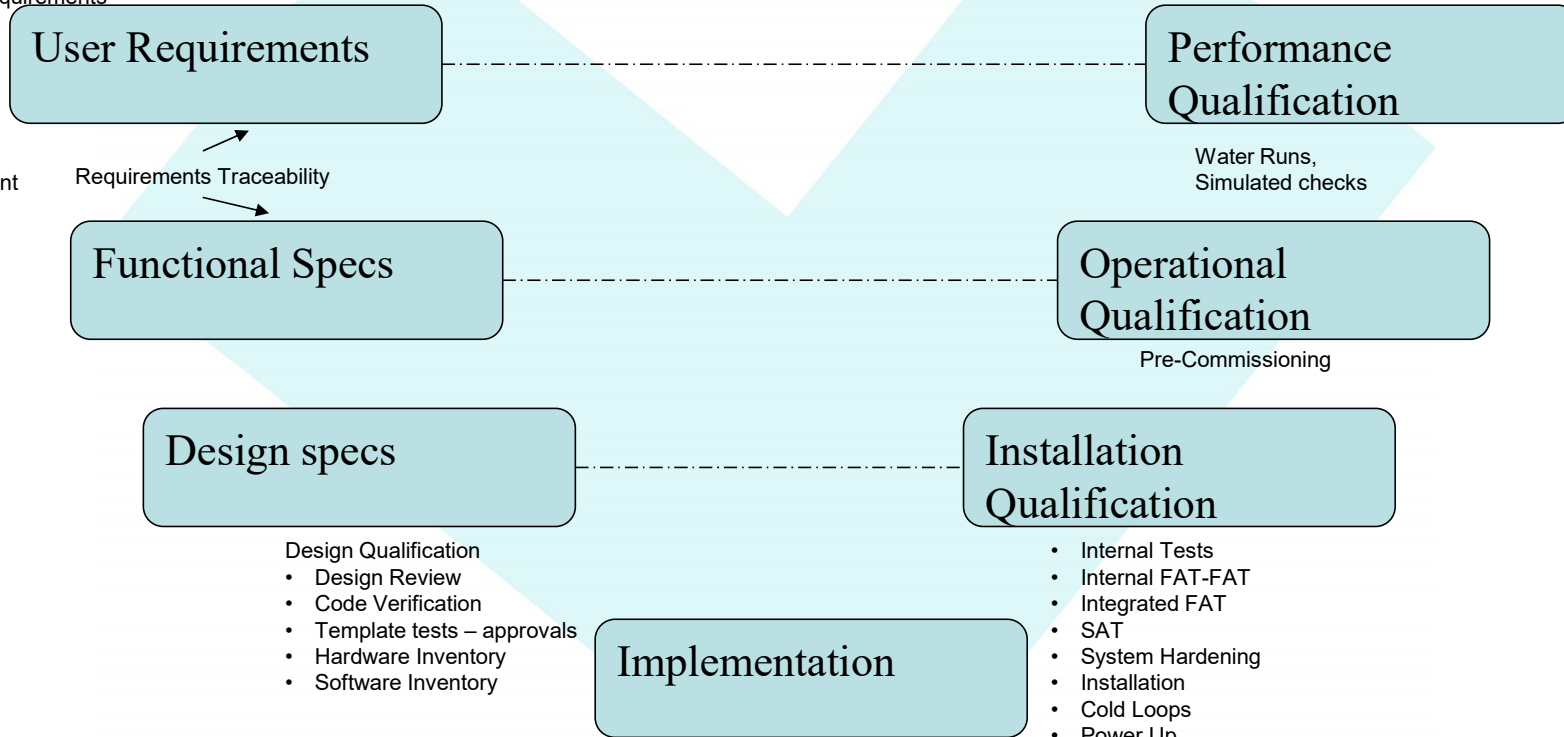 User Requirements
Performance
Qualification
Water Runs,
Simulated checks
Requirements Traceability
Functional Specs
Operational
Qualification
Pre-Commissioning
Design specs
Installation
Qualification
Design Qualification
• Design Review
• Code Verification
• Template tests – approvals
• Hardware Inventory
• Software Inventory
Implementation
• Internal Tests
• Internal FAT-FAT
• Integrated FAT
• SAT
• System Hardening
• Installation
• Cold Loops
• Power Up